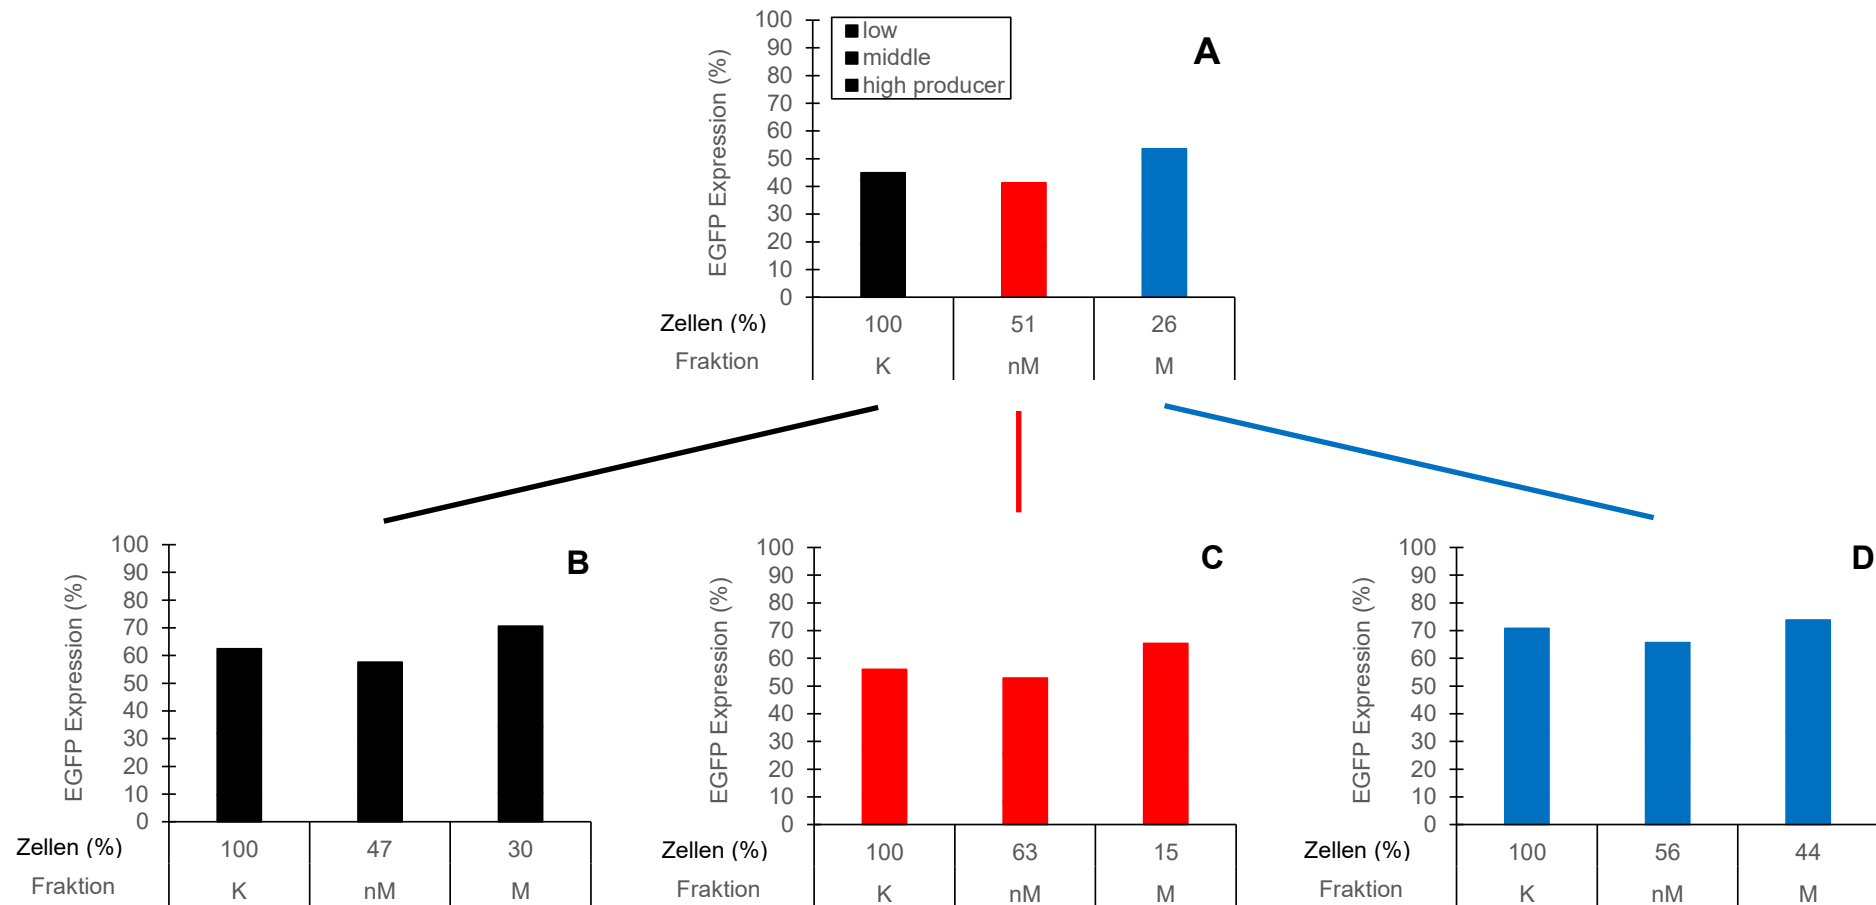 A
100
90
80
70
60
50
40
30
20
10
0
EGFP Expression (%)
low
middle
high producer
Zellen (%) 100 51 26
Fraktion K nM M
B
100
90
80
70
60
50
40
30
20
10
0
EGFP Expression (%)
Zellen (%) 100 47 30
Fraktion K nM M
C
100
90
80
70
60
50
40
30
20
10
0
EGFP Expression (%)
Zellen (%) 100 63 15
Fraktion K nM M
D
100
90
80
70
60
50
40
30
20
10
0
EGFP Expression (%)
Zellen (%) 100 56 44
Fraktion K nM M